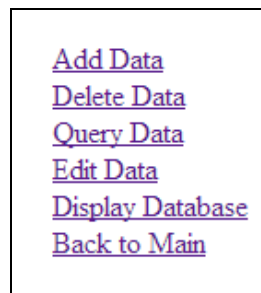 Add Data
Delete Data
Query Data
Edit Data
Display Database
Back to Main